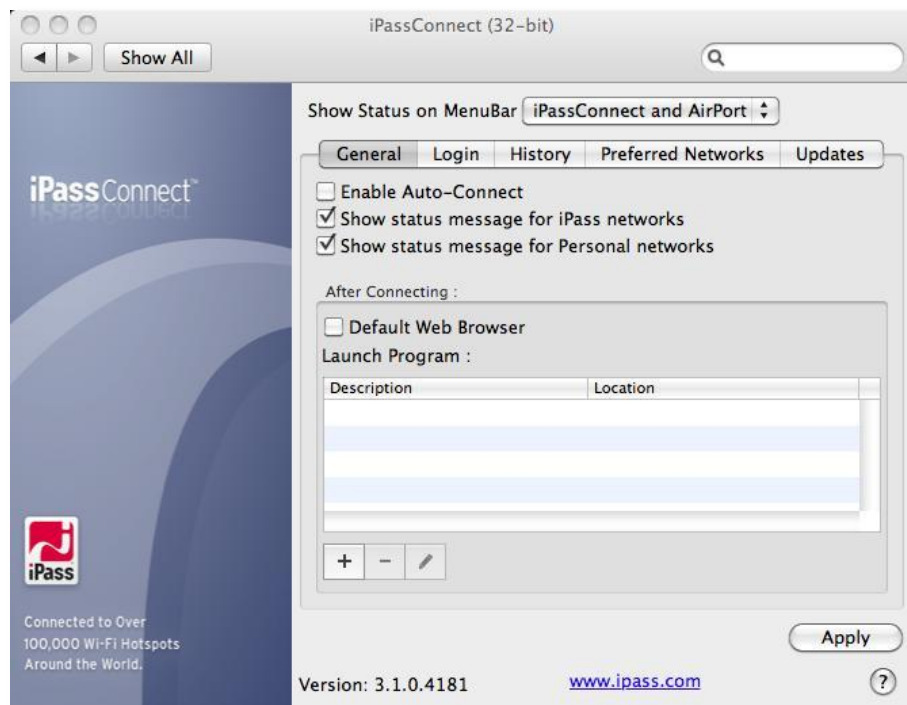 iPassConnect (32-bit)
Show All
Show Status on MenuBar iPassConnect and AirPort
General Login History Preferred Networks Updates
iPassConnect™
Enable Auto-Connect
Show status message for iPass networks
Show status message for Personal networks
After Connecting :
Default Web Browser
Launch Program :
Description Location
+ −
iPass
Connected to Over
100,000 Wi-Fi Hotspots
Around the World.
Apply
Version: 3.1.0.4181 www.ipass.com ?